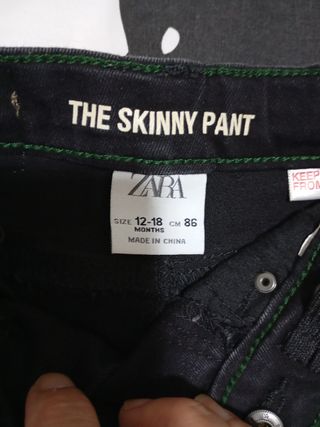 THE SKINNY PANT
ZARA
SIZE 12-18 CM 86
MONTHS
MADE IN CHINA
KEEP
FROM